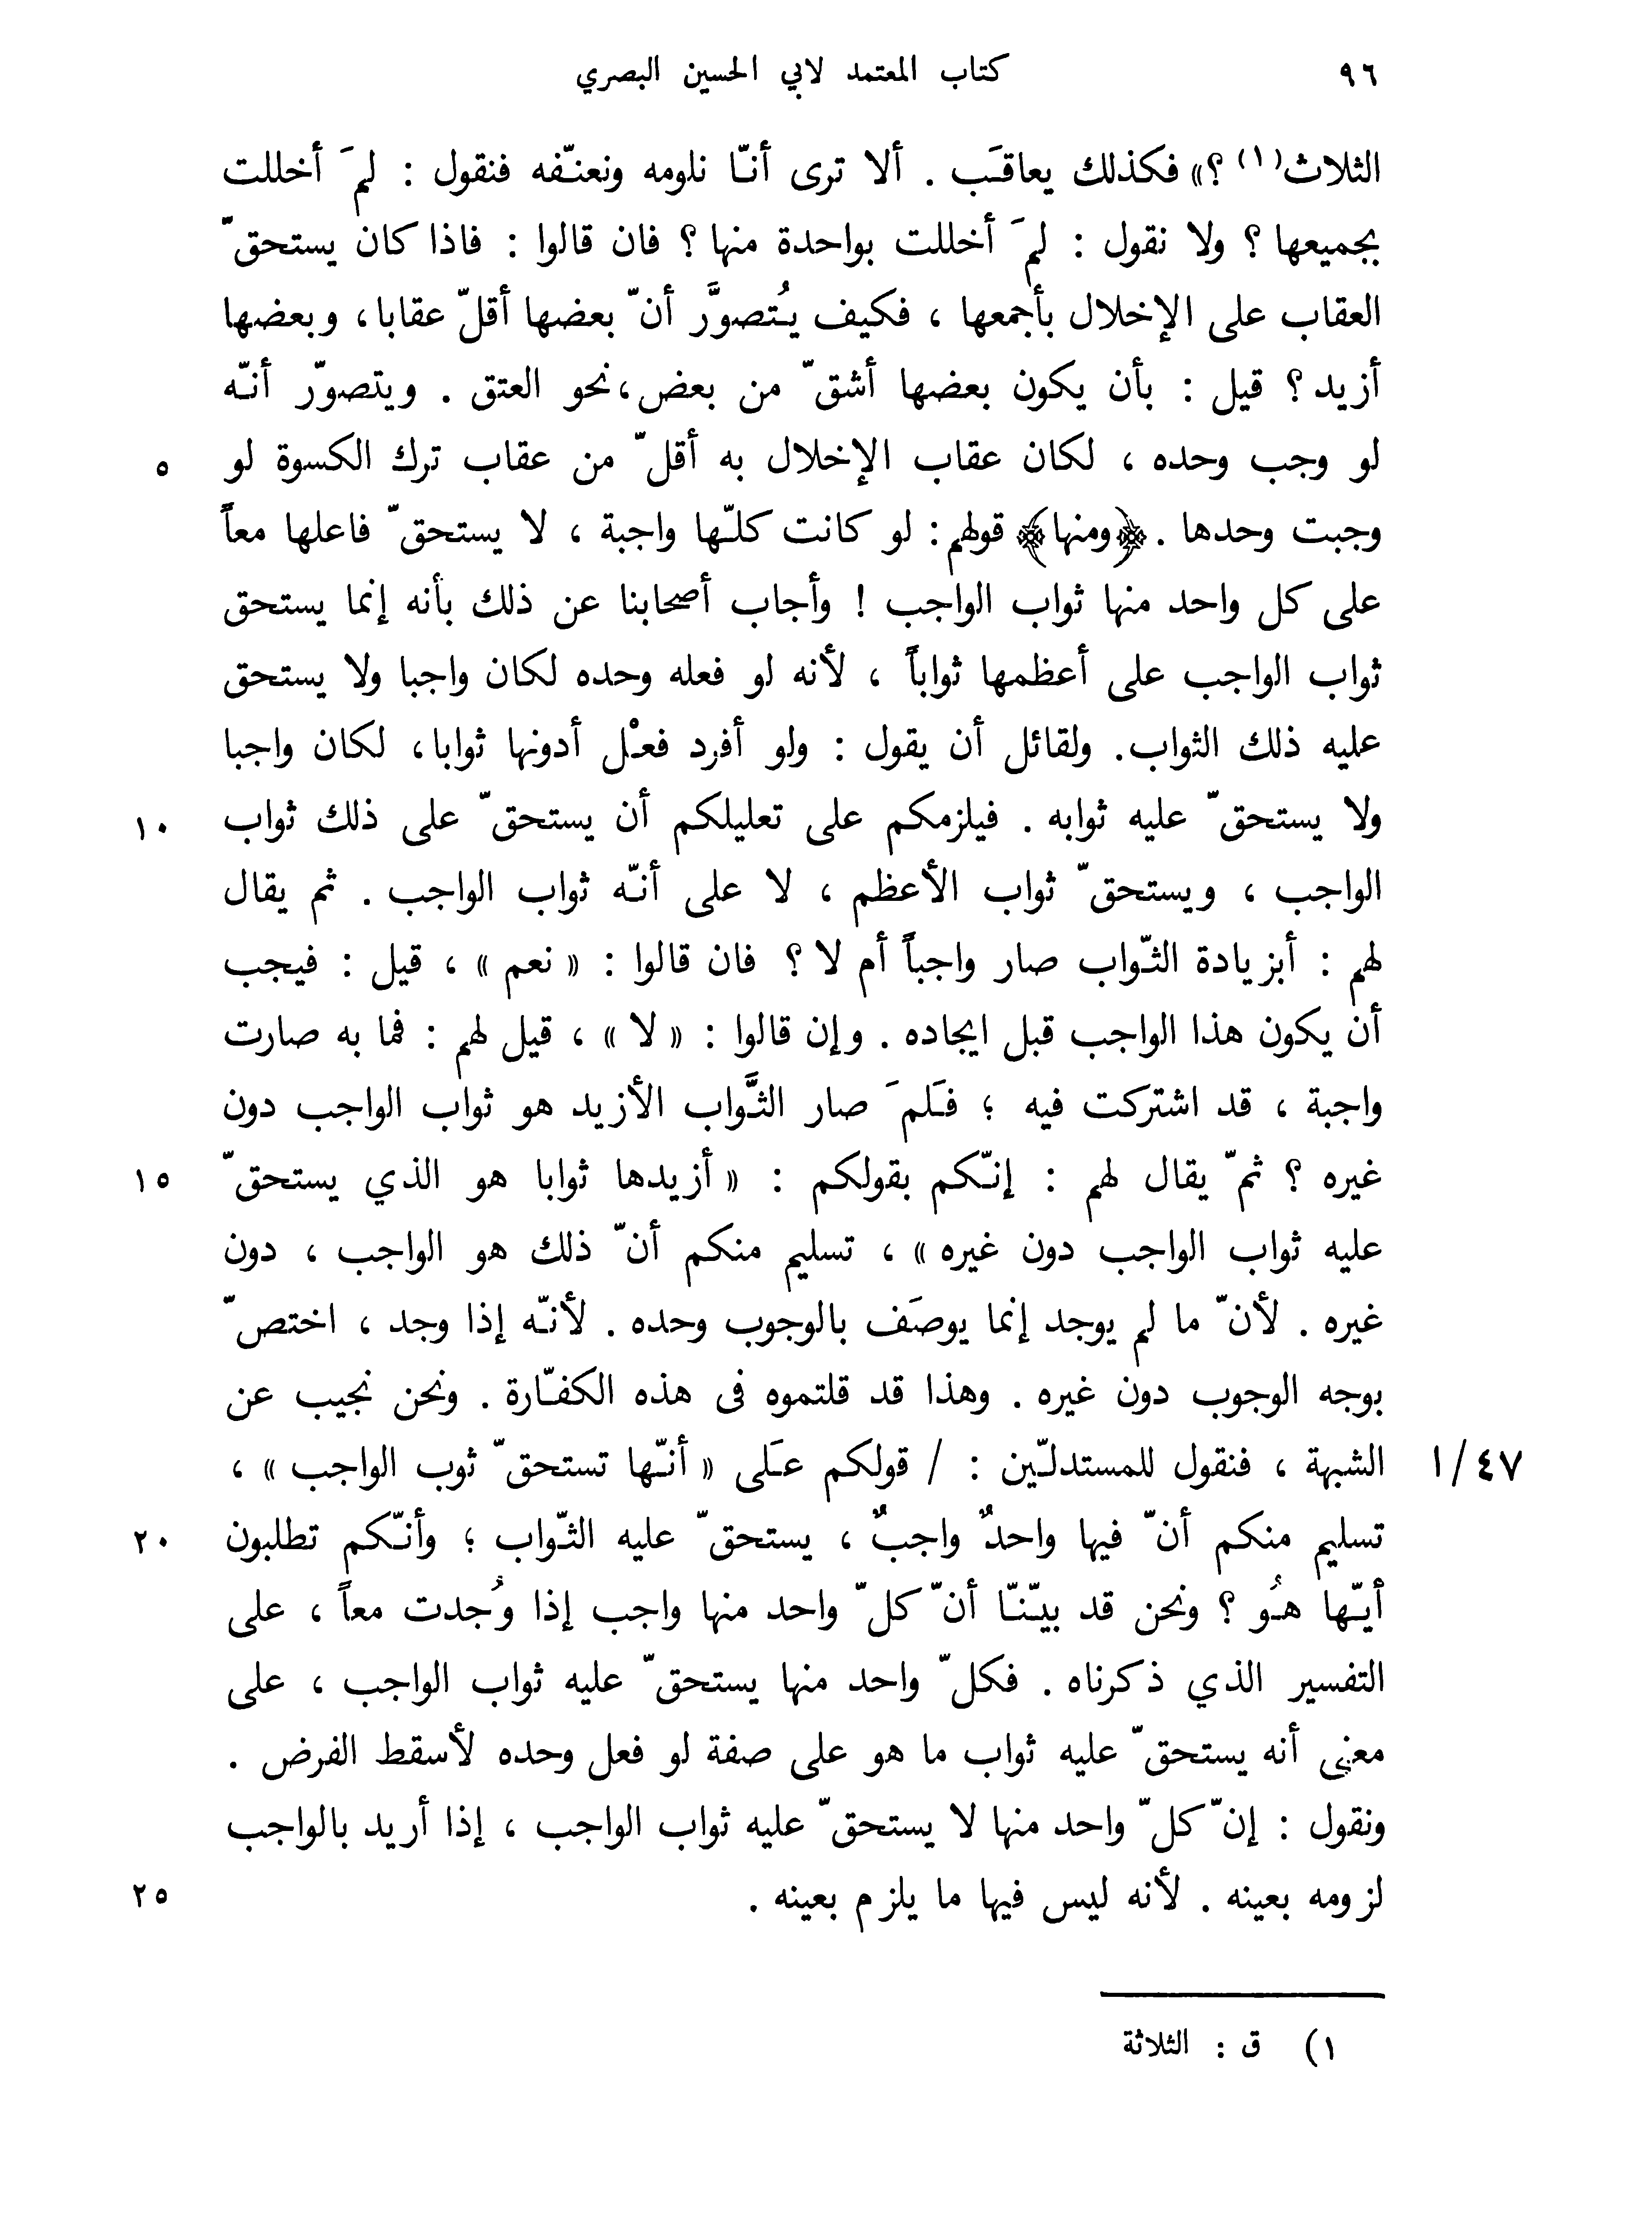 ٩٦ كتاب المعتمد لابي الحسين البصري
الثلاث(١) ؟» فكذلك يعاقَب . ألا ترى أنّا نلومه ونعنّفه فنقول : لمَ أخللت
بجميعها ؟ ولا نقول : لمَ أخللت بواحدة منها ؟ فان قالوا : فاذا كان يستحقّ
العقاب على الإخلال بأجمعها ، فكيف يُتصوَّر أنّ بعضها أقلّ عقابا، وبعضها
أزيد ؟ قيل : بأن يكون بعضها أشقّ من بعض،نحو العتق . ويتصوّر أنّه
لو وجب وحده ، لكان عقاب الإخلال به أقلّ من عقاب ترك الكسوة لو ٥
وجبت وحدها . ﴿ومنها﴾ قولهم : لو كانت كلّها واجبة ، لا يستحقّ فاعلها معاً
على كل واحد منها ثواب الواجب ! وأجاب أصحابنا عن ذلك بأنه إنما يستحق
ثواب الواجب على أعظمها ثواباً ، لأنه لو فعله وحده لكان واجبا ولا يستحق
عليه ذلك الثواب. ولقائل أن يقول : ولو أفرد فعْل أدونها ثوابا، لكان واجبا
ولا يستحقّ عليه ثوابه . فيلزمكم على تعليلكم أن يستحقّ على ذلك ثواب ١٠
الواجب ، ويستحقّ ثواب الأعظم ، لا على أنّه ثواب الواجب . ثم يقال
لهم : أبزيادة الثّواب صار واجباً أم لا ؟ فان قالوا : « نعم » ، قيل : فيجب
أن يكون هذا الواجب قبل ايجاده . وإن قالوا : « لا » ، قيل لهم : فما به صارت
واجبة ، قد اشتركت فيه ؛ فَلمَ صار الثَّواب الأزيد هو ثواب الواجب دون
غيره ؟ ثمّ يقال لهم : إنّكم بقولكم : « أزيدها ثوابا هو الذي يستحقّ ١٥
عليه ثواب الواجب دون غيره » ، تسليم منكم أنّ ذلك هو الواجب ، دون
غيره . لأنّ ما لم يوجد إنما يوصَف بالوجوب وحده . لأنّه إذا وجد ، اختصّ
بوجه الوجوب دون غيره . وهذا قد قلتموه فى هذه الكفّارة . ونحن نجيب عن
١/٤٧ الشبهة ، فنقول للمستدلّين : / قولكم عَلى « أنّها تستحقّ ثوب الواجب » ،
تسليم منكم أنّ فيها واحدٌ واجبٌ ، يستحقّ عليه الثّواب ؛ وأنّكم تطلبون ٢٠
أيّها هُو ؟ ونحن قد بيّنّا أنّ كلّ واحد منها واجب إذا وُجدت معاً ، على
التفسير الذي ذكرناه . فكلّ واحد منها يستحقّ عليه ثواب الواجب ، على
معنى أنه يستحقّ عليه ثواب ما هو على صفة لو فعل وحده لأسقط الفرض .
ونقول : إنّ كلّ واحد منها لا يستحقّ عليه ثواب الواجب ، إذا أريد بالواجب
لزومه بعينه . لأنه ليس فيها ما يلزم بعينه . ٢٥
١) ق : الثلاثة